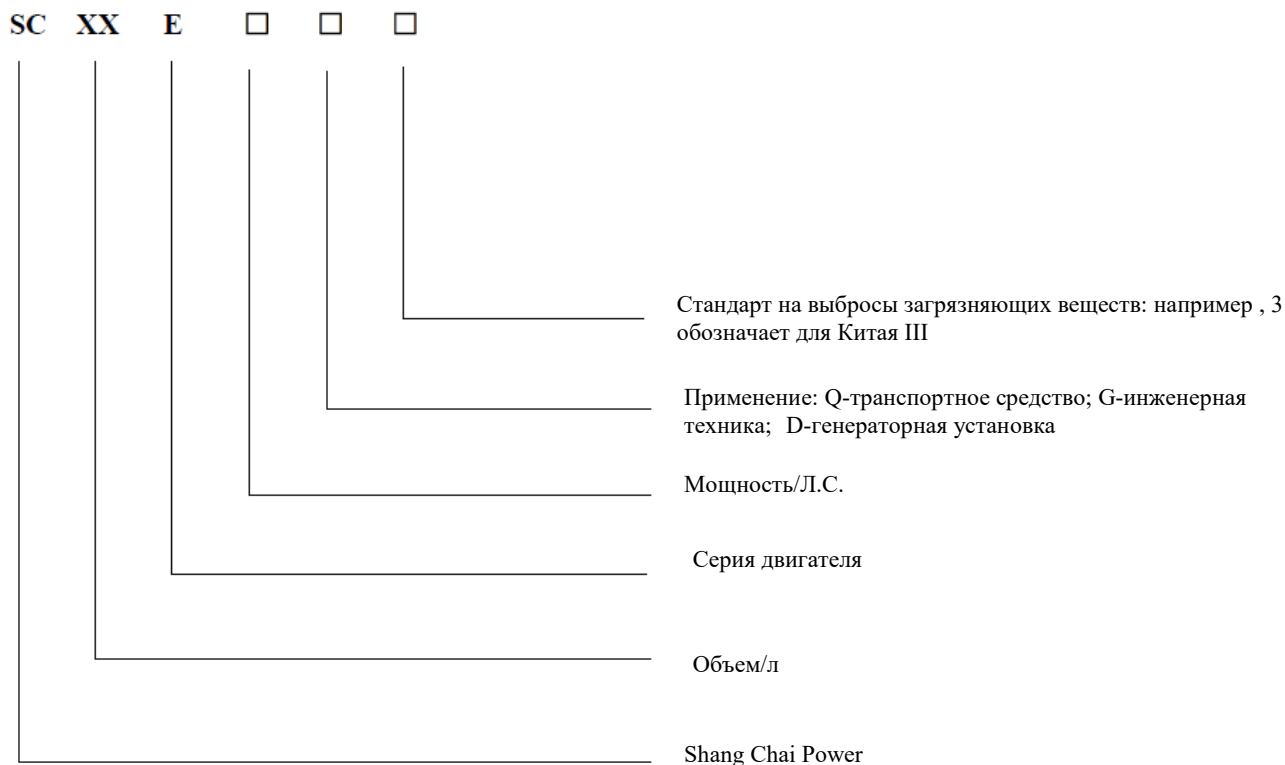 SC XX E □ □ □
Стандарт на выбросы загрязняющих веществ: например , 3
обозначает для Китая III
Применение: Q-транспортное средство; G-инженерная
техника; D-генераторная установка
Мощность/Л.С.
Серия двигателя
Объем/л
Shang Chai Power